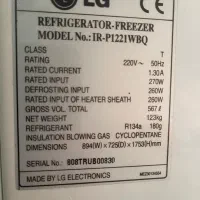 LG
REFRIGERATOR-FREEZER
MODEL No.:IR-P1221WBQ
CLASS T
RATING 220V~ 50Hz
RATED CURRENT 1.30A
RATED INPUT 270W
DEFROSTING INPUT 260W
RATED INPUT OF HEATER SHEATH 260W
GROSS VOL. TOTAL 567ℓ
NET WEIGHT 123kg
REFRIGERANT R134a 180g
INSULATION BLOWING GAS CYCLOPENTANE
DIMENSIONS 894(W)×725(D)×1753(H)mm
SERIAL No.: 808TRUB00830
MADE BY LG ELECTRONICS